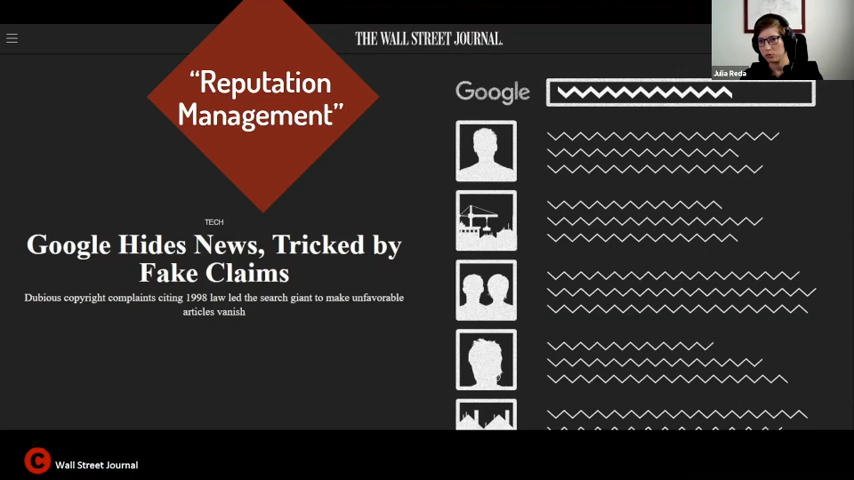 THE WALL STREET JOURNAL.
Julia Reda
“Reputation
Management”
Google
TECH
Google Hides News, Tricked by
Fake Claims
Dubious copyright complaints citing 1998 law led the search giant to make unfavorable
articles vanish
C
Wall Street Journal